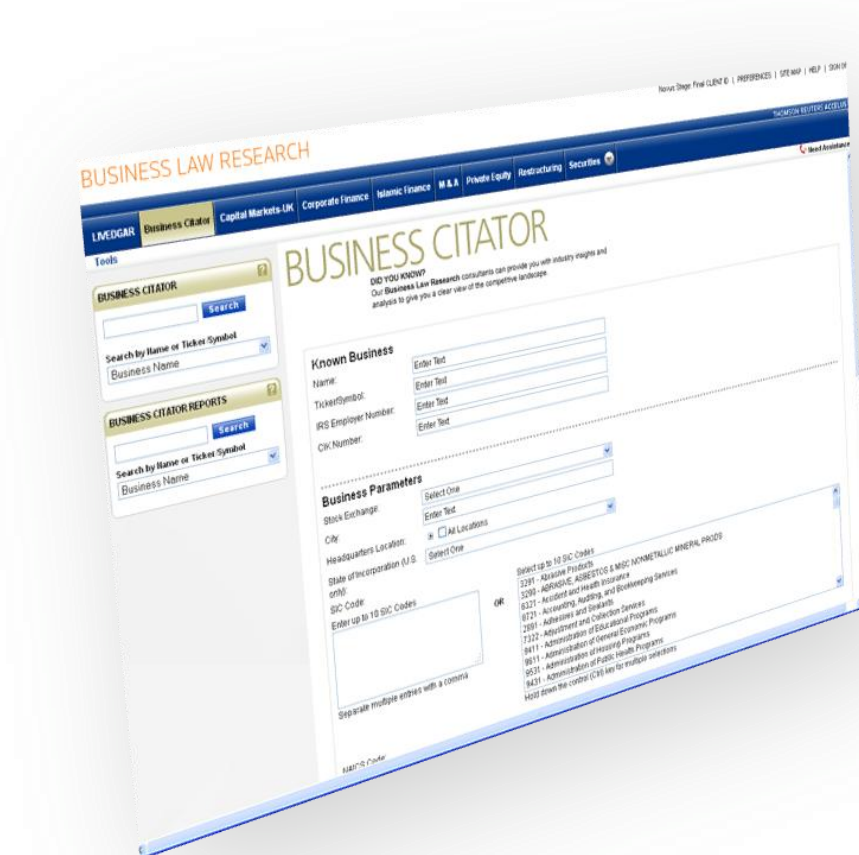 Novus Stage: Final CLIENT ID | PREFERENCES | SITE MAP | HELP | SIGN Off
BUSINESS LAW RESEARCH
THOMSON REUTERS ACCELUS
LIVEDGAR Business Citator Capital Markets-UK Corporate Finance Islamic Finance M & A Private Equity Restructuring Securities
Need Assistance
Tools
BUSINESS CITATOR ?
Search
Search by Name or Ticker Symbol
Business Name
BUSINESS CITATOR REPORTS ?
Search
Search by Name or Ticker Symbol
Business Name
BUSINESS CITATOR
DID YOU KNOW?
Our Business Law Research consultants can provide you with industry insights and
analysis to give you a clear view of the competitive landscape.
Known Business
Name: Enter Text
Ticker/Symbol: Enter Text
IRS Employer Number: Enter Text
CIK Number: Enter Text
Business Parameters
Stock Exchange: Select One
City: Enter Text
Headquarters Location: All Locations
State of Incorporation (U.S. Select One
only):
SIC Code:
Enter up to 10 SIC Codes
OR
Select up to 10 SIC Codes
3291 - Abrasive Products
3290 - ABRASIVE, ASBESTOS & MISC NONMETALLIC MINERAL PRODS
6321 - Accident and Health Insurance
8721 - Accounting, Auditing, and Bookkeeping Services
2891 - Adhesives and Sealants
7322 - Adjustment and Collection Services
9411 - Administration of Educational Programs
9611 - Administration of General Economic Programs
9531 - Administration of Housing Programs
9431 - Administration of Public Health Programs
Hold down the control (Ctrl) key for multiple selections
Separate multiple entries with a comma
NAICS Code: